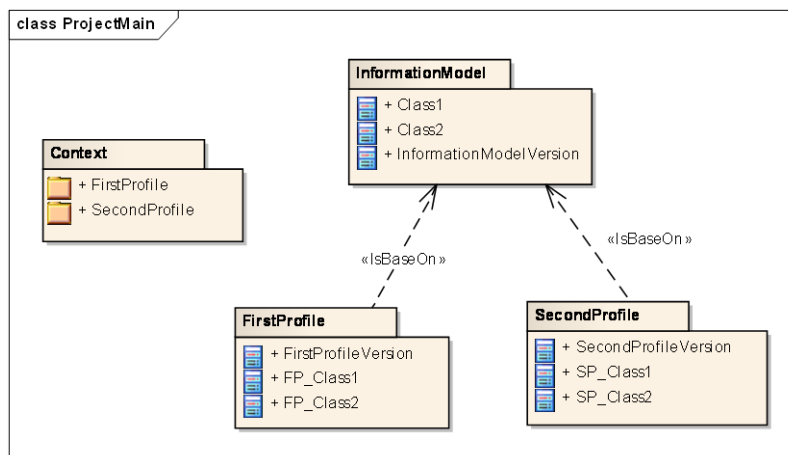 class ProjectMain
InformationModel
+ Class1
+ Class2
+ InformationModelVersion
Context
+ FirstProfile
+ SecondProfile
«IsBaseOn»
«IsBaseOn»
FirstProfile
+ FirstProfileVersion
+ FP_Class1
+ FP_Class2
SecondProfile
+ SecondProfileVersion
+ SP_Class1
+ SP_Class2